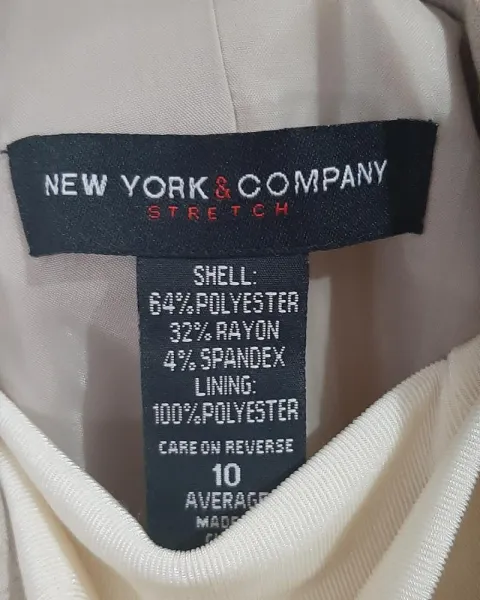 NEW YORK & COMPANY
STRETCH
SHELL:
64%POLYESTER
32%RAYON
4%SPANDEX
LINING:
100%POLYESTER
CARE ON REVERSE
10
AVERAGE
MADE